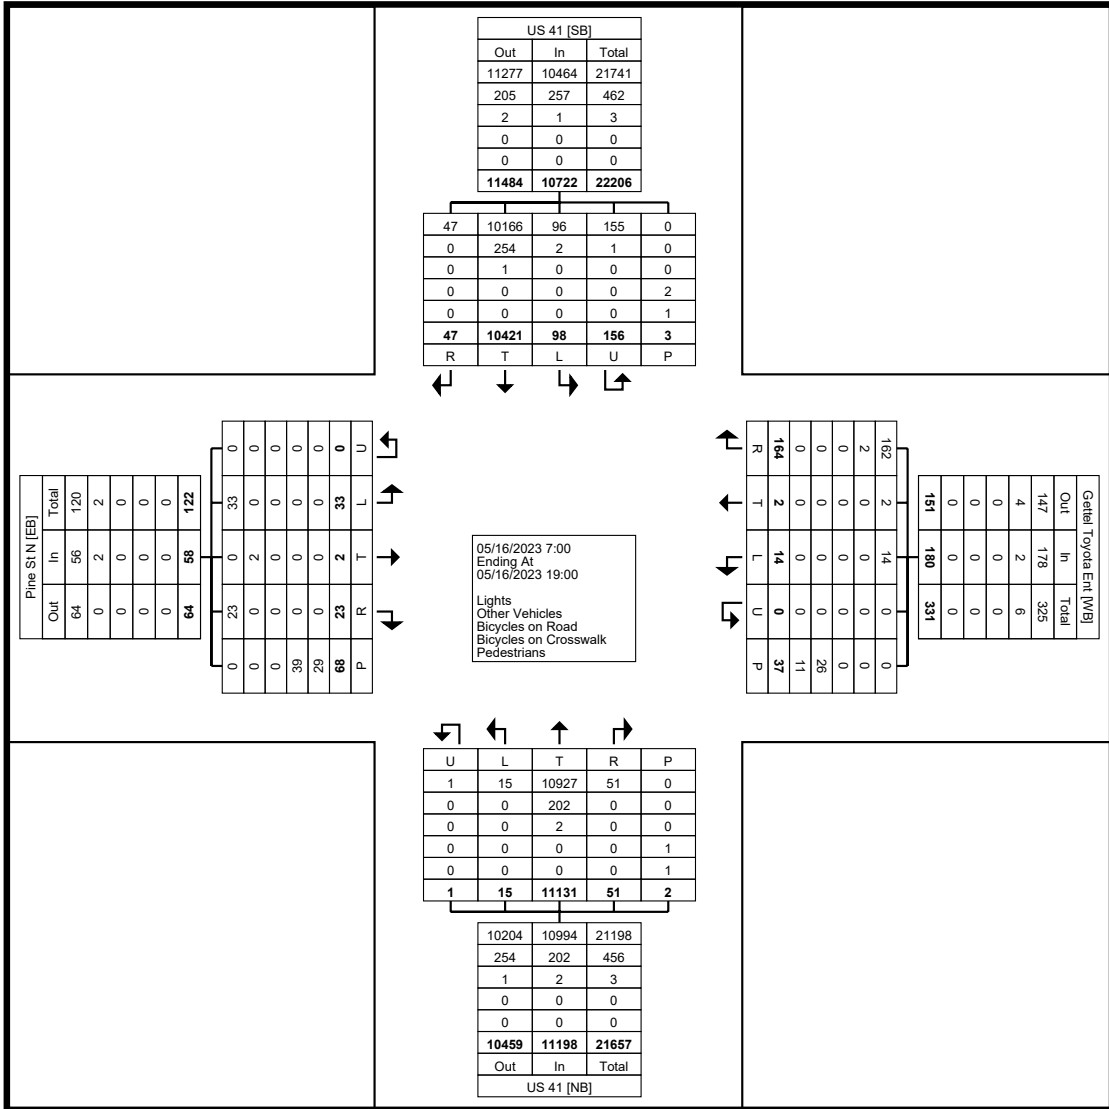 US 41 [SB]
Out In Total
11277 10464 21741
205 257 462
2 1 3
0 0 0
0 0 0
11484 10722 22206
47 10166 96 155 0
0 254 2 1 0
0 1 0 0 0
0 0 0 0 2
0 0 0 0 1
47 10421 98 156 3
R T L U P
Pine St N [EB]
Total In Out
120 56 64
2 2 0
0 0 0
0 0 0
0 0 0
122 58 64
0 33 0 23 0
0 0 2 0 0
0 0 0 0 0
0 0 0 0 39
0 0 0 0 29
0 33 2 23 68
U L T R P
05/16/2023 7:00
Ending At
05/16/2023 19:00
Lights
Other Vehicles
Bicycles on Road
Bicycles on Crosswalk
Pedestrians
R T L U P
164 2 14 0 37
0 0 0 0 11
0 0 0 0 26
0 0 0 0 0
2 0 0 0 0
162 2 14 0 0
Gettel Toyota Ent [WB]
Out In Total
147 178 325
4 2 6
0 0 0
0 0 0
0 0 0
151 180 331
U L T R P
1 15 10927 51 0
0 0 202 0 0
0 0 2 0 0
0 0 0 0 1
0 0 0 0 1
1 15 11131 51 2
10204 10994 21198
254 202 456
1 2 3
0 0 0
0 0 0
10459 11198 21657
Out In Total
US 41 [NB]